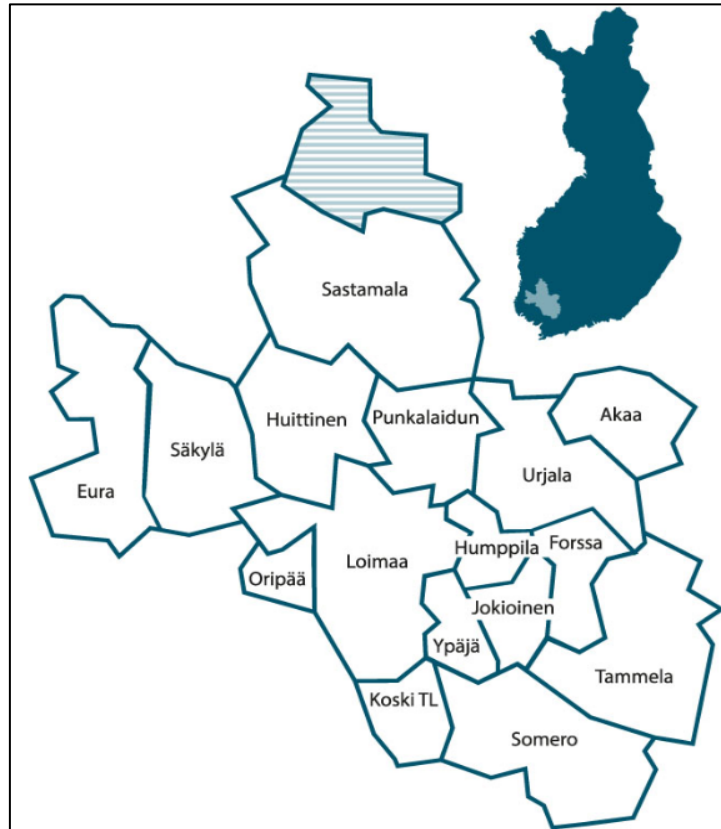 Sastamala
Huittinen
Punkalaidun
Akaa
Säkylä
Urjala
Eura
Humppila
Forssa
Loimaa
Oripää
Jokioinen
Ypäjä
Tammela
Koski TL
Somero